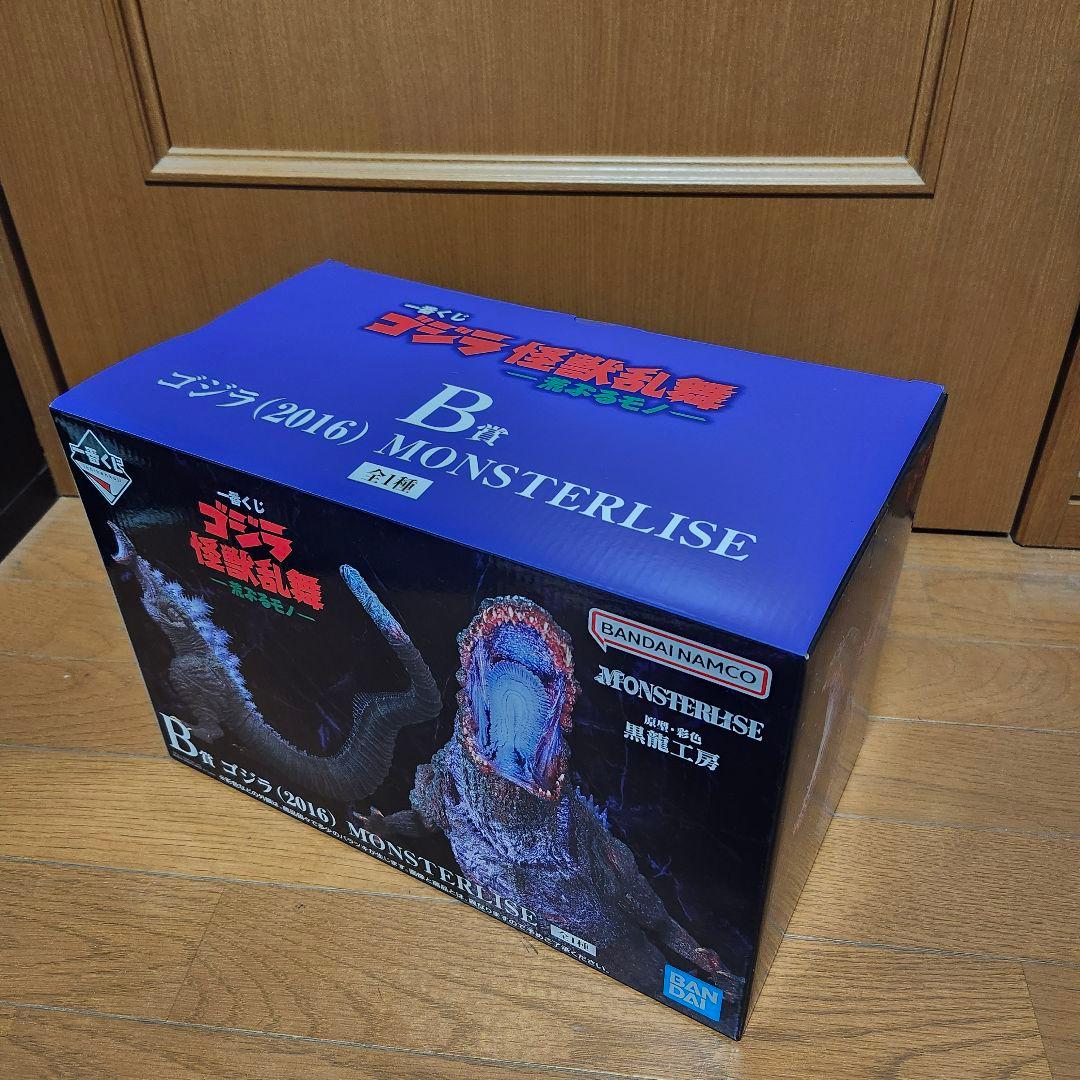 一番くじ
ゴジラ 怪獣乱舞
―荒ぶるモノ―
B賞
ゴジラ(2016) MONSTERLISE
全1種
一番くじ
一番くじ
ゴジラ
怪獣乱舞
―荒ぶるモノ―
BANDAI NAMCO
MONSTERLISE
原型・彩色
黒龍工房
B賞 ゴジラ(2016) MONSTERLISE
全1種
BAN
DAI